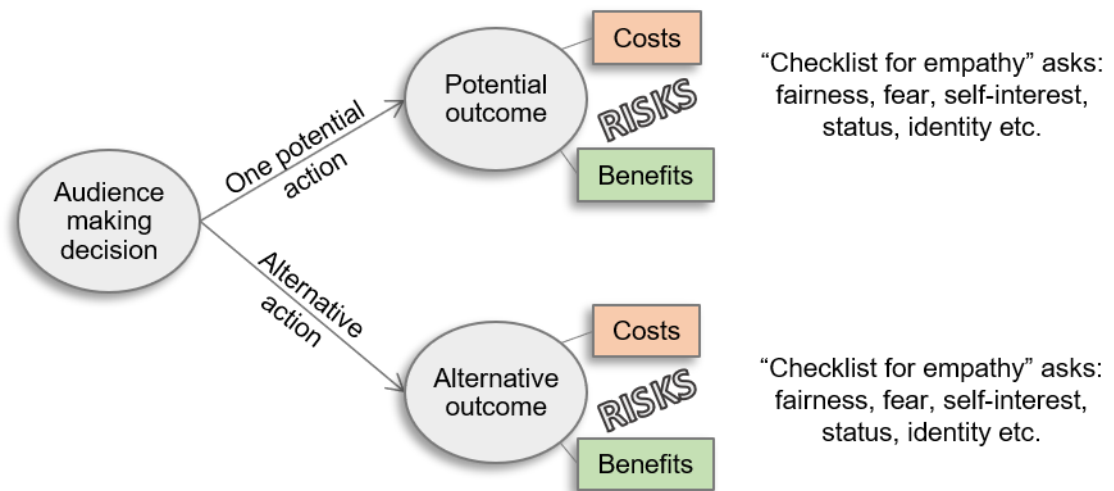 Costs
Potential
outcome
RISKS
Benefits
“Checklist for empathy” asks:
fairness, fear, self-interest,
status, identity etc.
One potential
action
Audience
making
decision
Alternative
action
Costs
Alternative
outcome
RISKS
Benefits
“Checklist for empathy” asks:
fairness, fear, self-interest,
status, identity etc.